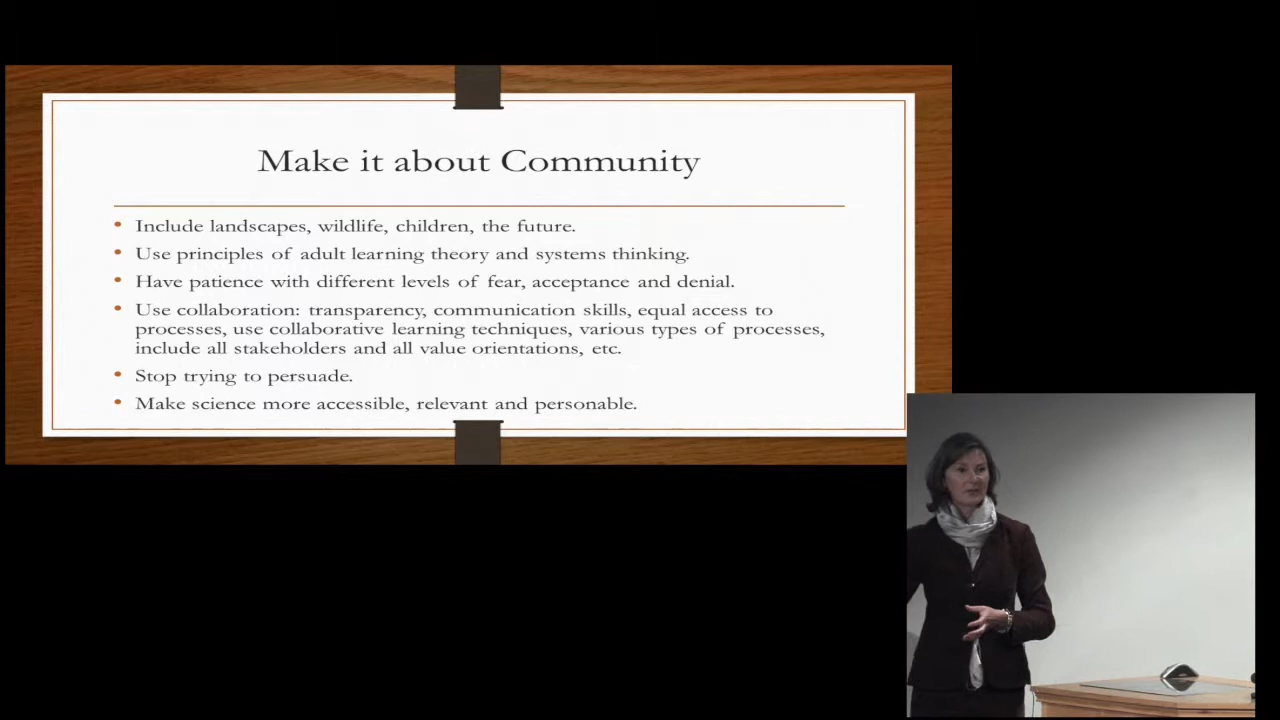 Make it about Community
• Include landscapes, wildlife, children, the future.
• Use principles of adult learning theory and systems thinking.
• Have patience with different levels of fear, acceptance and denial.
• Use collaboration: transparency, communication skills, equal access to
processes, use collaborative learning techniques, various types of processes,
include all stakeholders and all value orientations, etc.
• Stop trying to persuade.
• Make science more accessible, relevant and personable.